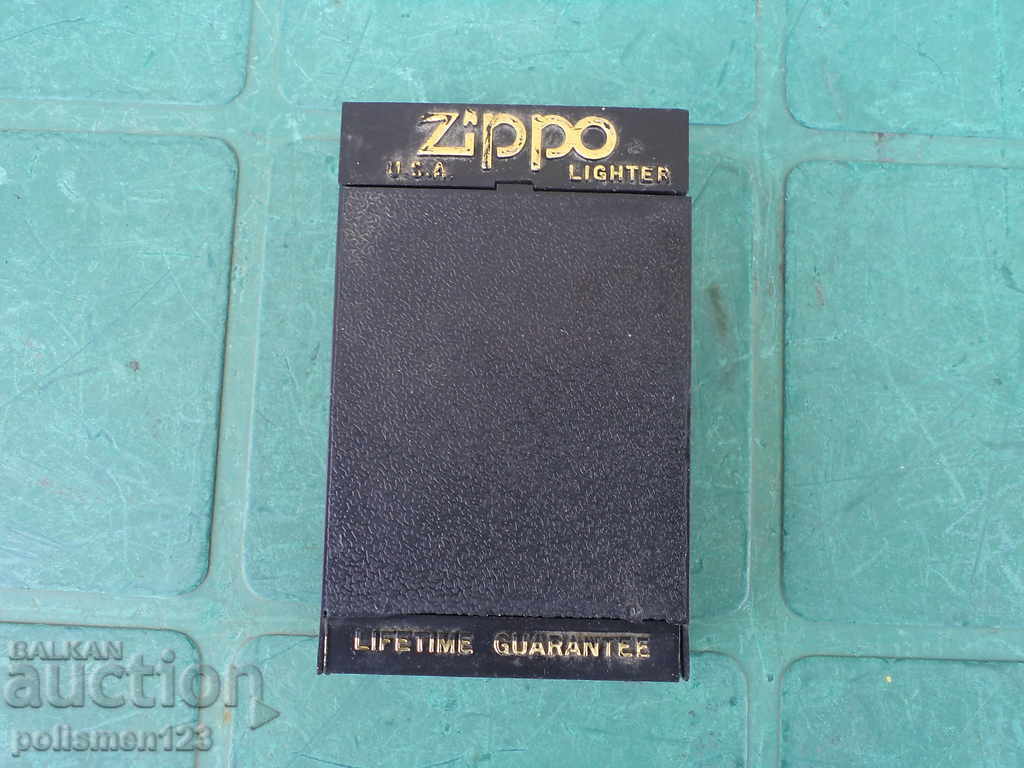 Zippo
U.S.A. LIGHTER
LIFETIME GUARANTEE
BALKAN
auction
polismen123